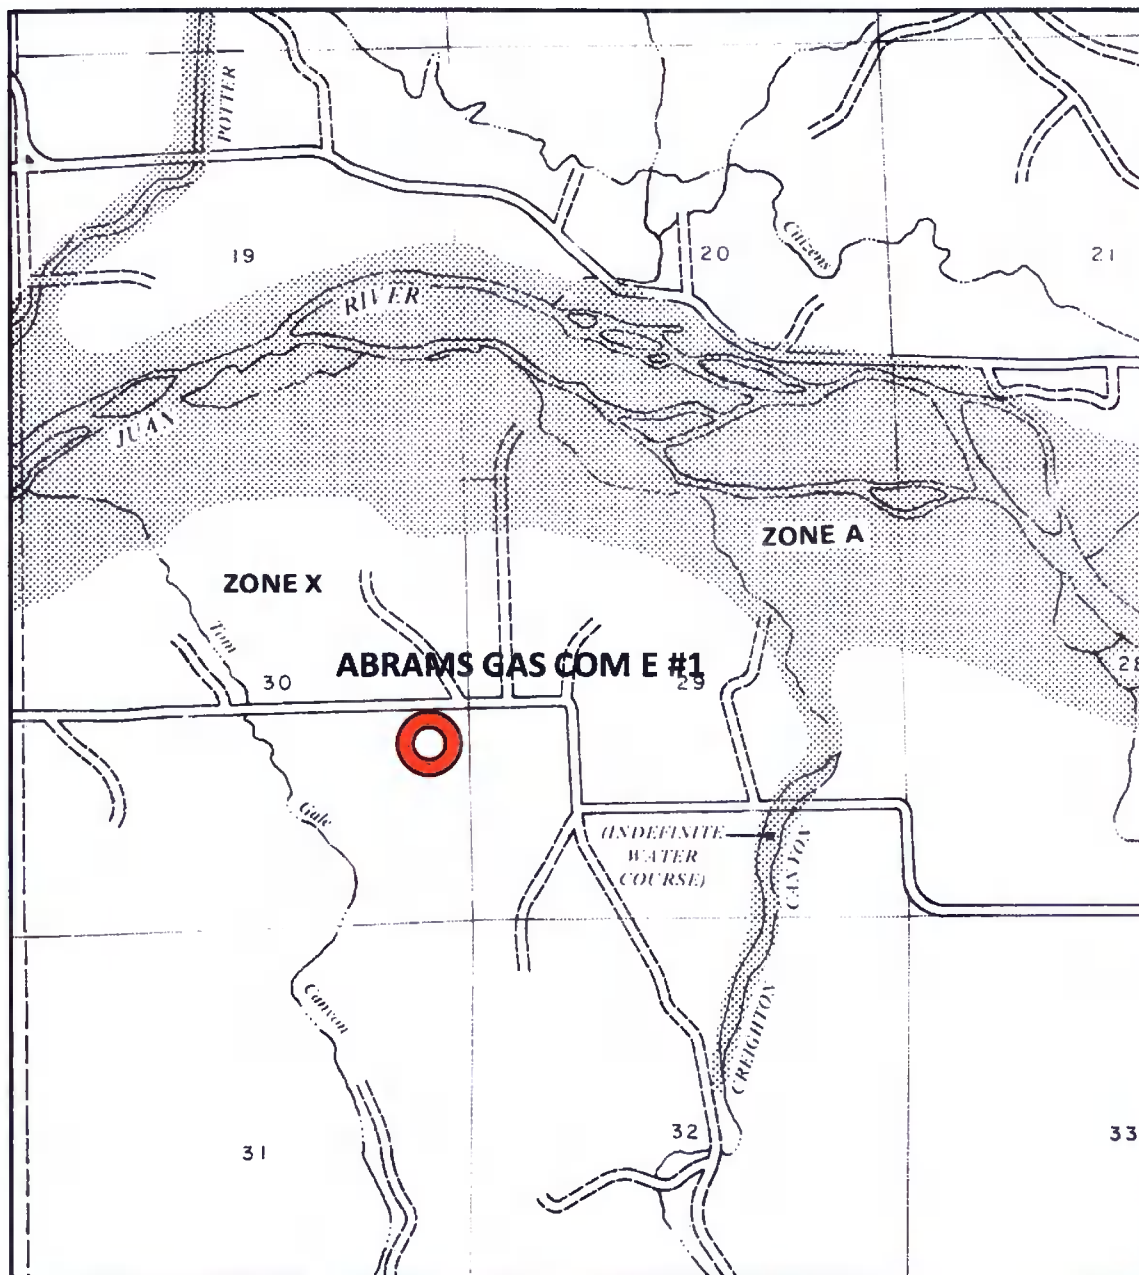 POTTER
19
20
21
Citizens
RIVER
JUAN
ZONE A
ZONE X
Tom
ABRAMS GAS COM E #1
28
30
29
Gale
(INDEFINITE
WATER
COURSE)
CANYON
Canyon
CREIGHTON
32
33
31